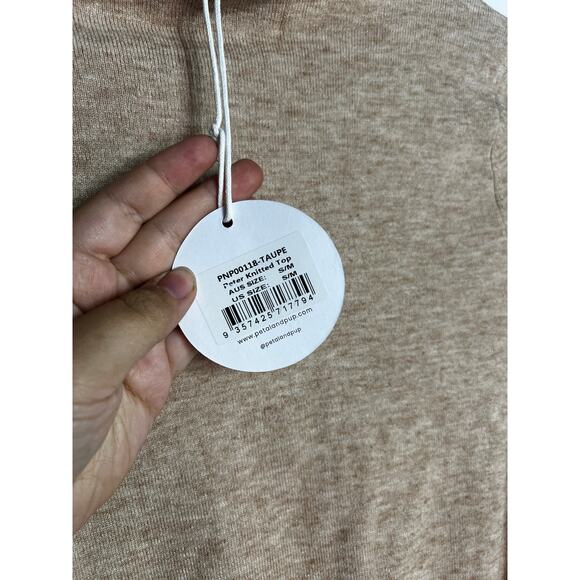 PNP00118-TAUPE
Peter Knitted Top
AUS SIZE: S/M
US SIZE: S/M
9 357425 717794
www.petalandpup.com
@petalandpup